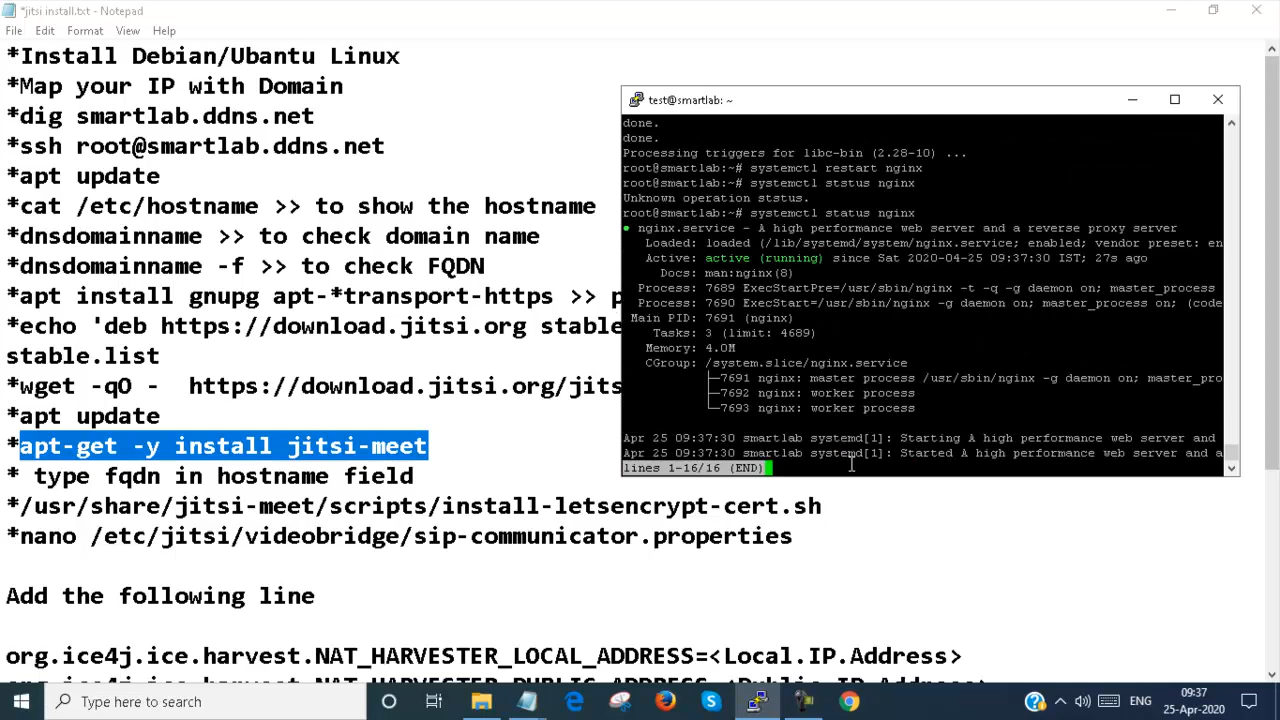 *jitsi install.txt - Notepad
File Edit Format View Help
*Install Debian/Ubantu Linux
*Map your IP with Domain
*dig smartlab.ddns.net
*ssh root@smartlab.ddns.net
*apt update
*cat /etc/hostname >> to show the hostname
*dnsdomainname >> to check domain name
*dnsdomainname -f >> to check FQDN
*apt install gnupg apt-*transport-https >> p
*echo 'deb https://download.jitsi.org stable
stable.list
*wget -qO -  https://download.jitsi.org/jits
*apt update
*apt-get -y install jitsi-meet
* type fqdn in hostname field
*/usr/share/jitsi-meet/scripts/install-letsencrypt-cert.sh
*nano /etc/jitsi/videobridge/sip-communicator.properties
Add the following line
org.ice4j.ice.harvest.NAT_HARVESTER_LOCAL_ADDRESS=<Local.IP.Address>
org.ice4j.ice.harvest.NAT_HARVESTER_PUBLIC_ADDRESS=<Public.IP.Address>
test@smartlab: ~
done.
done.
Processing triggers for libc-bin (2.28-10) ...
root@smartlab:~# systemctl restart nginx
root@smartlab:~# systemctl ststus nginx
Unknown operation ststus.
root@smartlab:~# systemctl status nginx
● nginx.service - A high performance web server and a reverse proxy server
Loaded: loaded (/lib/systemd/system/nginx.service; enabled; vendor preset: en
Active: active (running) since Sat 2020-04-25 09:37:30 IST; 27s ago
Docs: man:nginx(8)
Process: 7689 ExecStartPre=/usr/sbin/nginx -t -q -g daemon on; master_process
Process: 7690 ExecStart=/usr/sbin/nginx -g daemon on; master_process on; (code
Main PID: 7691 (nginx)
Tasks: 3 (limit: 4689)
Memory: 4.0M
CGroup: /system.slice/nginx.service
├─7691 nginx: master process /usr/sbin/nginx -g daemon on; master_pro
├─7692 nginx: worker process
└─7693 nginx: worker process
Apr 25 09:37:30 smartlab systemd[1]: Starting A high performance web server and
Apr 25 09:37:30 smartlab systemd[1]: Started A high performance web server and a
lines 1-16/16 (END)
Type here to search
ENG
09:37
25-Apr-2020